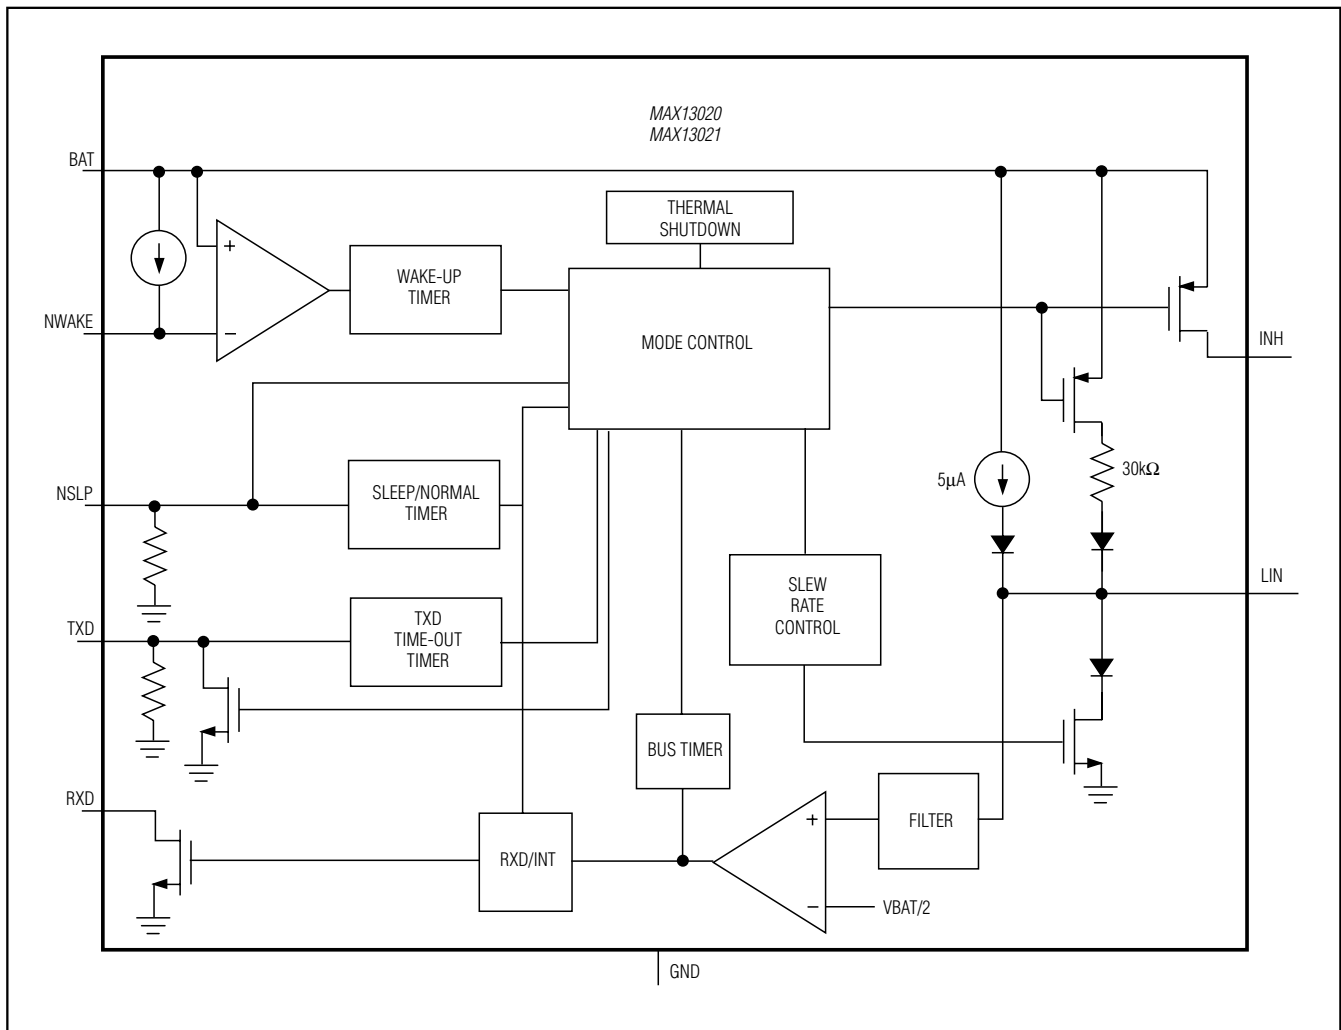 MAX13020
MAX13021
BAT
THERMAL
SHUTDOWN
+
WAKE-UP
TIMER
NWAKE
−
MODE CONTROL
INH
NSLP
SLEEP/NORMAL
TIMER
5µA
30kΩ
SLEW
RATE
CONTROL
LIN
TXD
TXD
TIME-OUT
TIMER
BUS TIMER
RXD
RXD/INT
+
FILTER
−
VBAT/2
GND